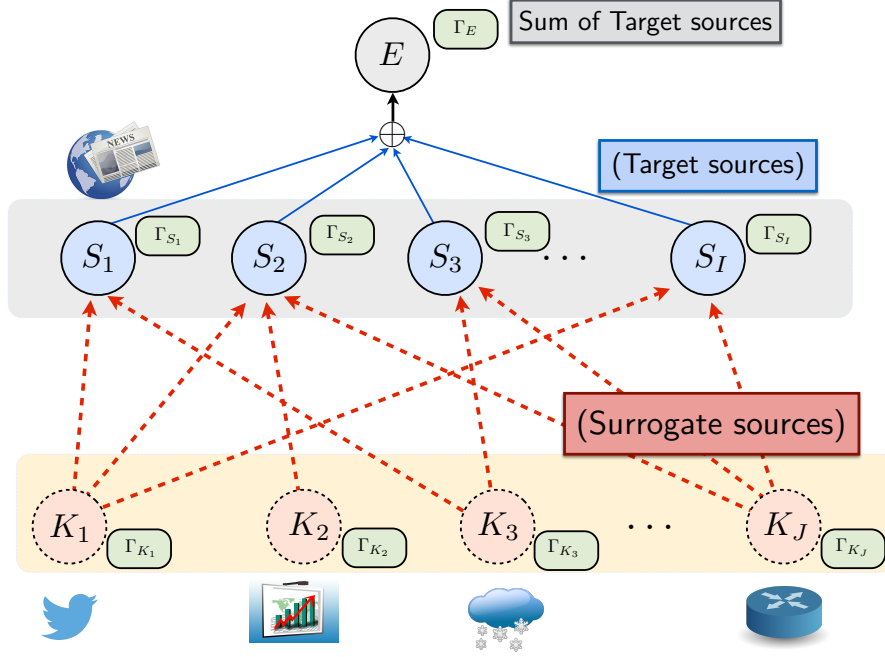 E
Γ_E
Sum of Target sources
NEWS
(Target sources)
S_1
Γ_{S_1}
S_2
Γ_{S_2}
S_3
Γ_{S_3}
· · ·
S_I
Γ_{S_I}
(Surrogate sources)
K_1
Γ_{K_1}
K_2
Γ_{K_2}
K_3
Γ_{K_3}
· · ·
K_J
Γ_{K_J}